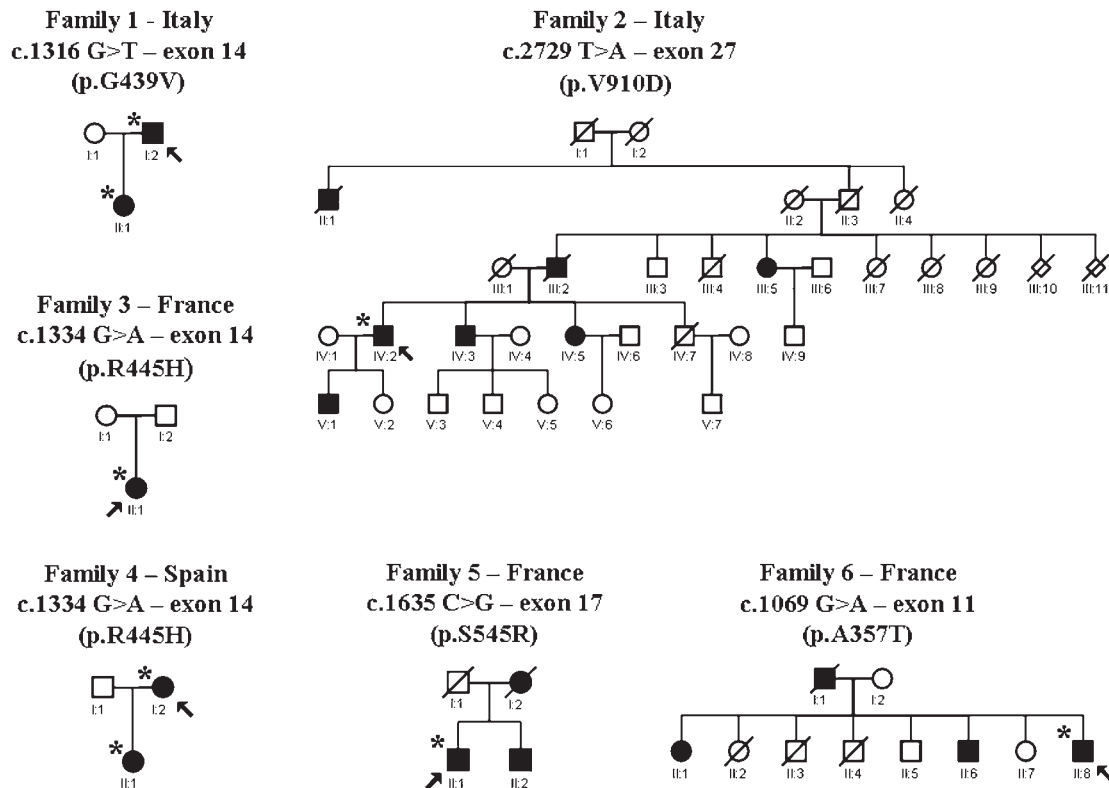 Family 1 - Italy
c.1316 G>T – exon 14
(p.G439V)
*
I:1
I:2
*
II:1
Family 2 – Italy
c.2729 T>A – exon 27
(p.V910D)
I:1
I:2
II:1
II:2
II:3
II:4
III:1
III:2
III:3
III:4
III:5
III:6
III:7
III:8
III:9
III:10
III:11
*
IV:1
IV:2
IV:3
IV:4
IV:5
IV:6
IV:7
IV:8
IV:9
V:1
V:2
V:3
V:4
V:5
V:6
V:7
Family 3 – France
c.1334 G>A – exon 14
(p.R445H)
I:1
I:2
*
II:1
Family 4 – Spain
c.1334 G>A – exon 14
(p.R445H)
*
I:1
I:2
*
II:1
Family 5 – France
c.1635 C>G – exon 17
(p.S545R)
I:1
I:2
*
II:1
II:2
Family 6 – France
c.1069 G>A – exon 11
(p.A357T)
I:1
I:2
*
II:1
II:2
II:3
II:4
II:5
II:6
II:7
II:8